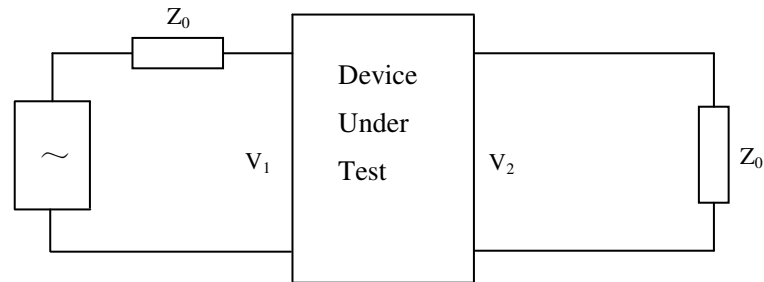 Z₀
Device
Under
Test
V₁
V₂
Z₀